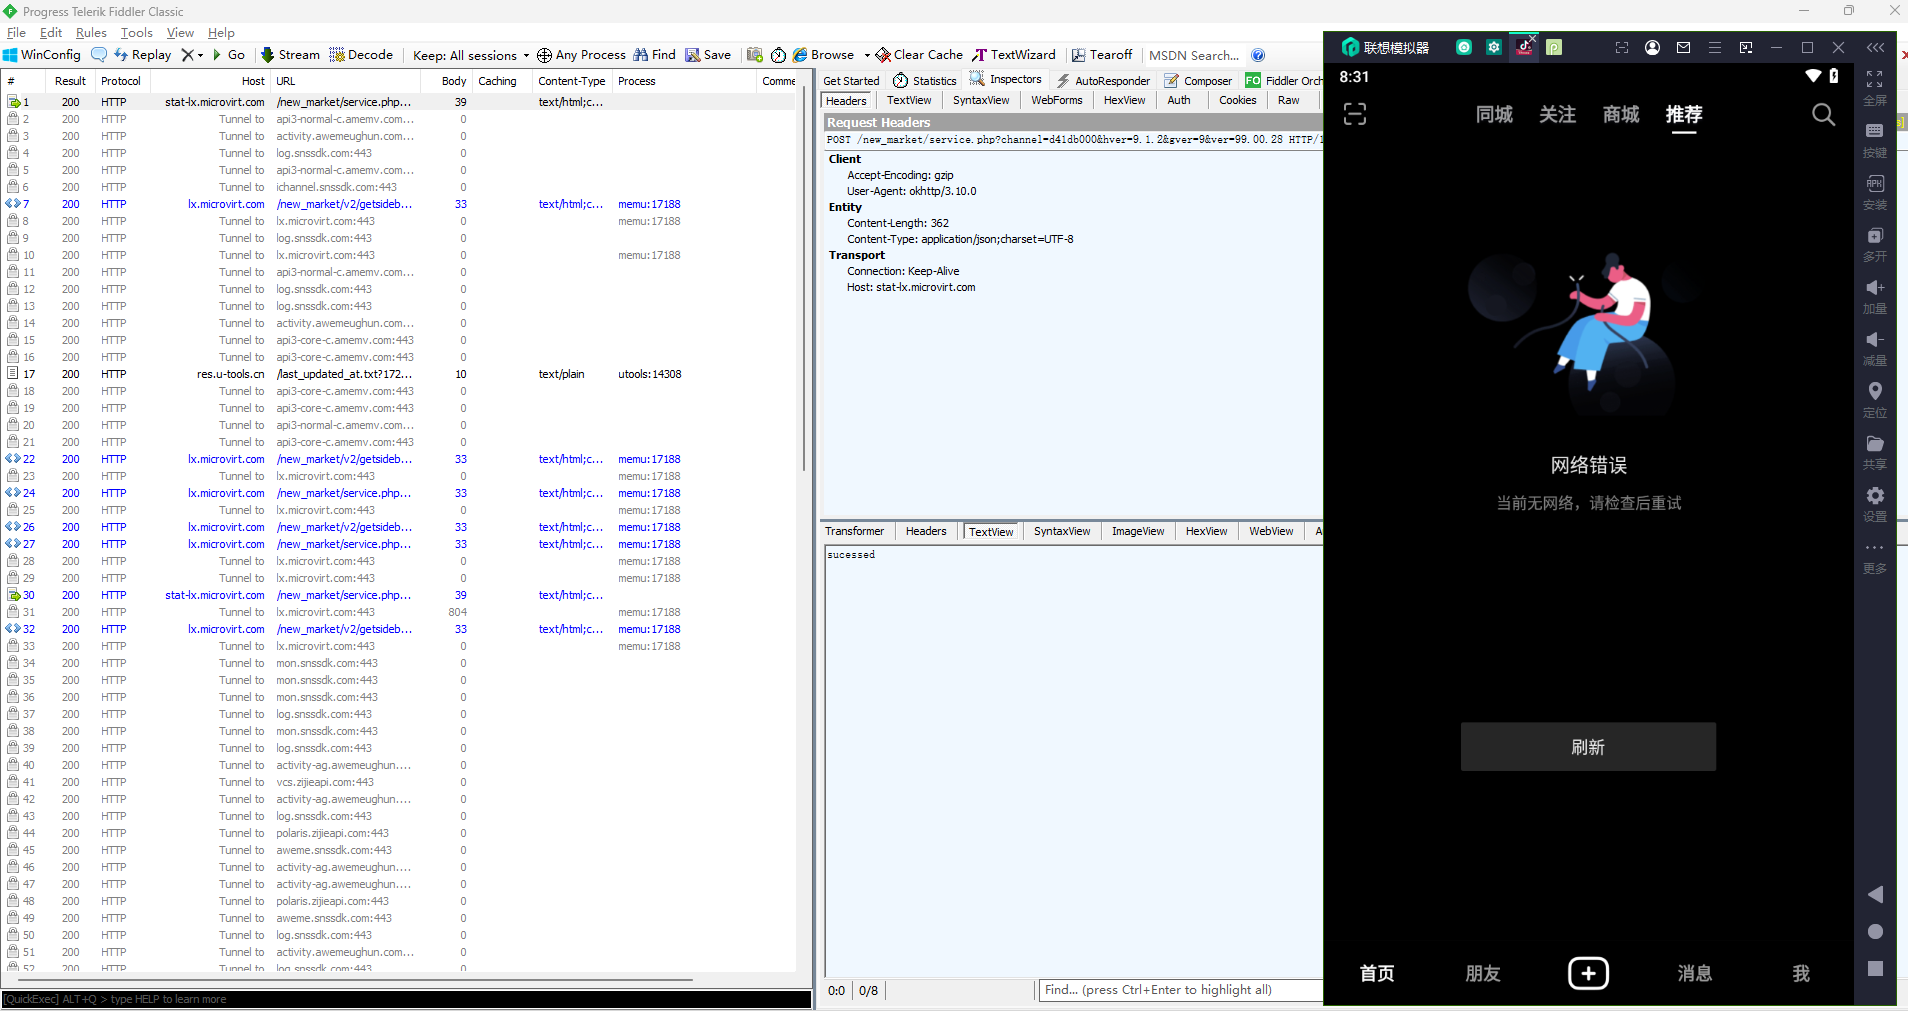 Progress Telerik Fiddler Classic
File Edit Rules Tools View Help
WinConfig Replay Go Stream Decode Keep: All sessions Any Process Find Save Browse Clear Cache TextWizard Tearoff MSDN Search...
# Result Protocol Host URL Body Caching Content-Type Process Comme
1 200 HTTP stat-lx.microvirt.com /new_market/service.php... 39 text/html;c...
2 200 HTTP Tunnel to api3-normal-c.amemv.com... 0
3 200 HTTP Tunnel to activity.awemeughun.com... 0
4 200 HTTP Tunnel to log.snssdk.com:443 0
5 200 HTTP Tunnel to api3-normal-c.amemv.com... 0
6 200 HTTP Tunnel to ichannel.snssdk.com:443 0
7 200 HTTP lx.microvirt.com /new_market/v2/getsideb... 33 text/html;c... memu:17188
8 200 HTTP Tunnel to lx.microvirt.com:443 0 memu:17188
9 200 HTTP Tunnel to log.snssdk.com:443 0
10 200 HTTP Tunnel to lx.microvirt.com:443 0 memu:17188
11 200 HTTP Tunnel to api3-normal-c.amemv.com... 0
12 200 HTTP Tunnel to log.snssdk.com:443 0
13 200 HTTP Tunnel to log.snssdk.com:443 0
14 200 HTTP Tunnel to activity.awemeughun.com... 0
15 200 HTTP Tunnel to api3-core-c.amemv.com:443 0
16 200 HTTP Tunnel to api3-core-c.amemv.com:443 0
17 200 HTTP res.u-tools.cn /last_updated_at.txt?172... 10 text/plain utools:14308
18 200 HTTP Tunnel to api3-core-c.amemv.com:443 0
19 200 HTTP Tunnel to api3-core-c.amemv.com:443 0
20 200 HTTP Tunnel to api3-normal-c.amemv.com... 0
21 200 HTTP Tunnel to api3-core-c.amemv.com:443 0
22 200 HTTP lx.microvirt.com /new_market/v2/getsideb... 33 text/html;c... memu:17188
23 200 HTTP Tunnel to lx.microvirt.com:443 0 memu:17188
24 200 HTTP lx.microvirt.com /new_market/service.php... 33 text/html;c... memu:17188
25 200 HTTP Tunnel to lx.microvirt.com:443 0 memu:17188
26 200 HTTP lx.microvirt.com /new_market/v2/getsideb... 33 text/html;c... memu:17188
27 200 HTTP lx.microvirt.com /new_market/service.php... 33 text/html;c... memu:17188
28 200 HTTP Tunnel to lx.microvirt.com:443 0 memu:17188
29 200 HTTP Tunnel to lx.microvirt.com:443 0 memu:17188
30 200 HTTP stat-lx.microvirt.com /new_market/service.php... 39 text/html;c...
31 200 HTTP Tunnel to lx.microvirt.com:443 804 memu:17188
32 200 HTTP lx.microvirt.com /new_market/v2/getsideb... 33 text/html;c... memu:17188
33 200 HTTP Tunnel to lx.microvirt.com:443 0 memu:17188
34 200 HTTP Tunnel to mon.snssdk.com:443 0
35 200 HTTP Tunnel to mon.snssdk.com:443 0
36 200 HTTP Tunnel to mon.snssdk.com:443 0
37 200 HTTP Tunnel to log.snssdk.com:443 0
38 200 HTTP Tunnel to mon.snssdk.com:443 0
39 200 HTTP Tunnel to log.snssdk.com:443 0
40 200 HTTP Tunnel to activity-ag.awemeughun.... 0
41 200 HTTP Tunnel to vcs.zijieapi.com:443 0
42 200 HTTP Tunnel to activity-ag.awemeughun.... 0
43 200 HTTP Tunnel to log.snssdk.com:443 0
44 200 HTTP Tunnel to polaris.zijieapi.com:443 0
45 200 HTTP Tunnel to aweme.snssdk.com:443 0
46 200 HTTP Tunnel to activity-ag.awemeughun.... 0
47 200 HTTP Tunnel to activity-ag.awemeughun.... 0
48 200 HTTP Tunnel to polaris.zijieapi.com:443 0
49 200 HTTP Tunnel to aweme.snssdk.com:443 0
50 200 HTTP Tunnel to log.snssdk.com:443 0
51 200 HTTP Tunnel to activity.awemeughun.com... 0
52 200 HTTP Tunnel to log.snssdk.com:443 0
[QuickExec] ALT+Q > type HELP to learn more
Get Started Statistics Inspectors AutoResponder Composer FO Fiddler Orch
Headers TextView SyntaxView WebForms HexView Auth Cookies Raw
Request Headers
POST /new_market/service.php?channel=d41db000&hver=9.1.2&gver=9&ver=99.00.28 HTTP/1
Client
Accept-Encoding: gzip
User-Agent: okhttp/3.10.0
Entity
Content-Length: 362
Content-Type: application/json;charset=UTF-8
Transport
Connection: Keep-Alive
Host: stat-lx.microvirt.com
Transformer Headers TextView SyntaxView ImageView HexView WebView A
sucessed
0:0 0/8 Find... (press Ctrl+Enter to highlight all)
联想模拟器
8:31
同城 关注 商城 推荐
网络错误
当前无网络，请检查后重试
刷新
首页 朋友 消息 我
全屏
按键
APK
安装
多开
加量
减量
定位
共享
设置
更多
s]